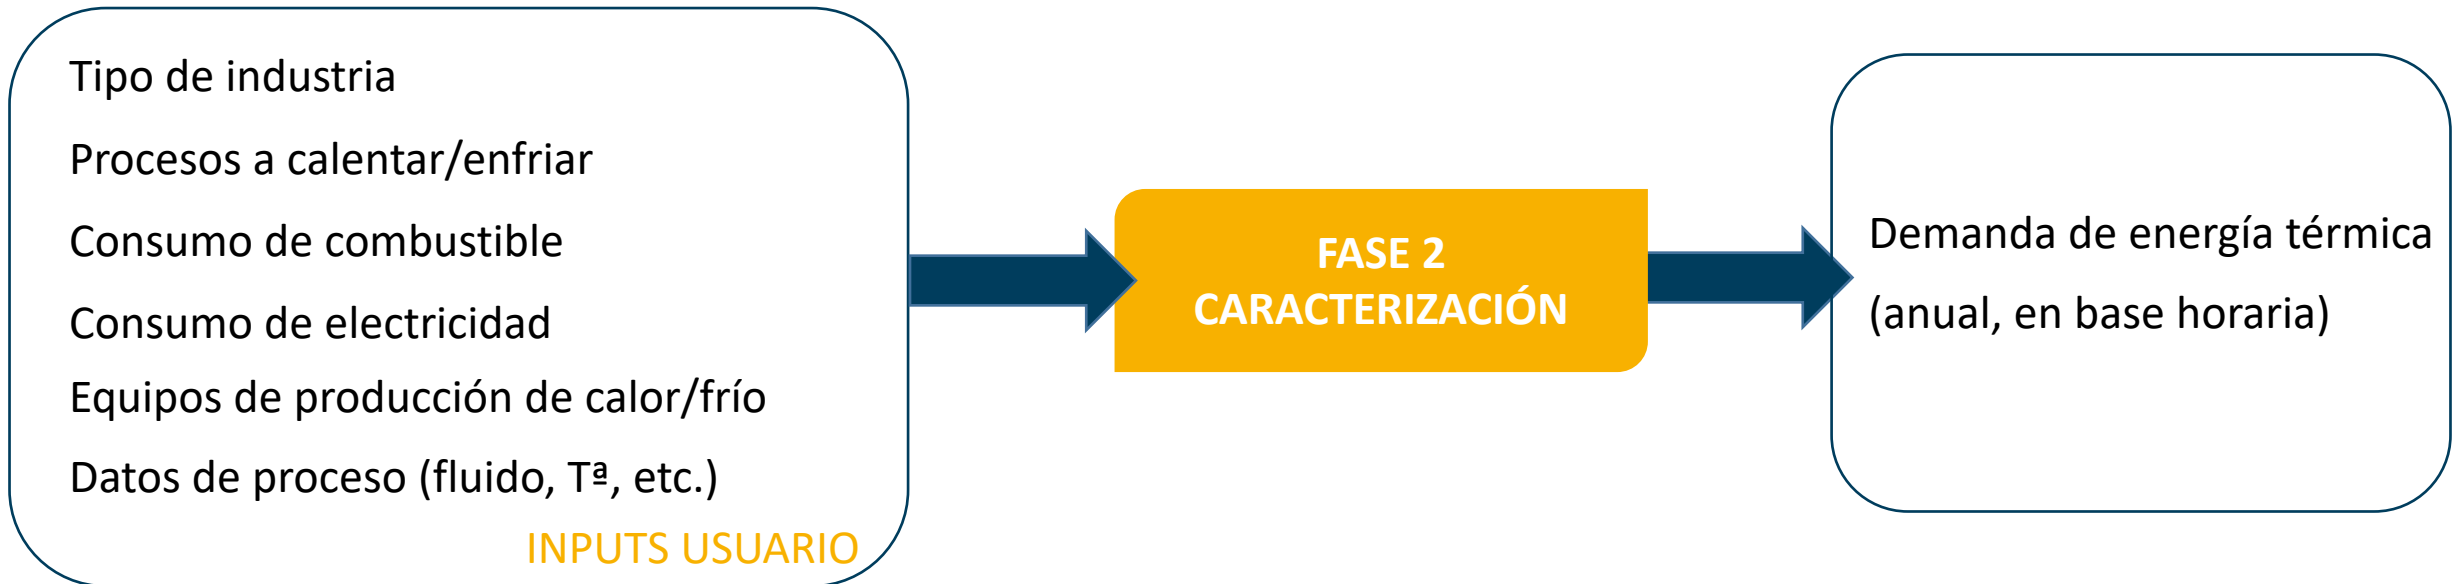 Tipo de industria
Procesos a calentar/enfriar
Consumo de combustible
Consumo de electricidad
Equipos de producción de calor/frío
Datos de proceso (fluido, Tª, etc.)
INPUTS USUARIO
FASE 2
CARACTERIZACIÓN
Demanda de energía térmica
(anual, en base horaria)